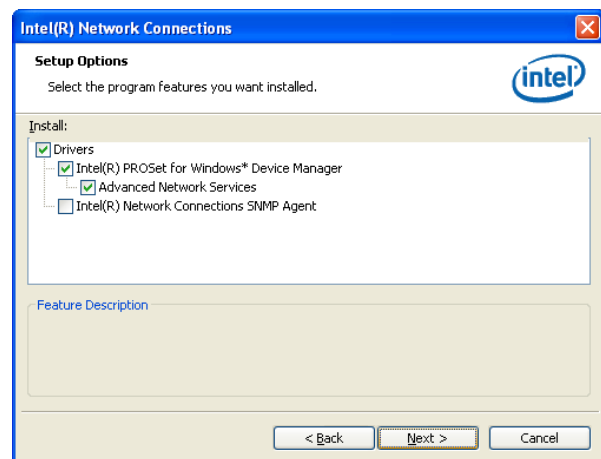 Intel(R) Network Connections
Setup Options
Select the program features you want installed.
intel
Install:
Drivers
Intel(R) PROSet for Windows* Device Manager
Advanced Network Services
Intel(R) Network Connections SNMP Agent
Feature Description
< Back
Next >
Cancel